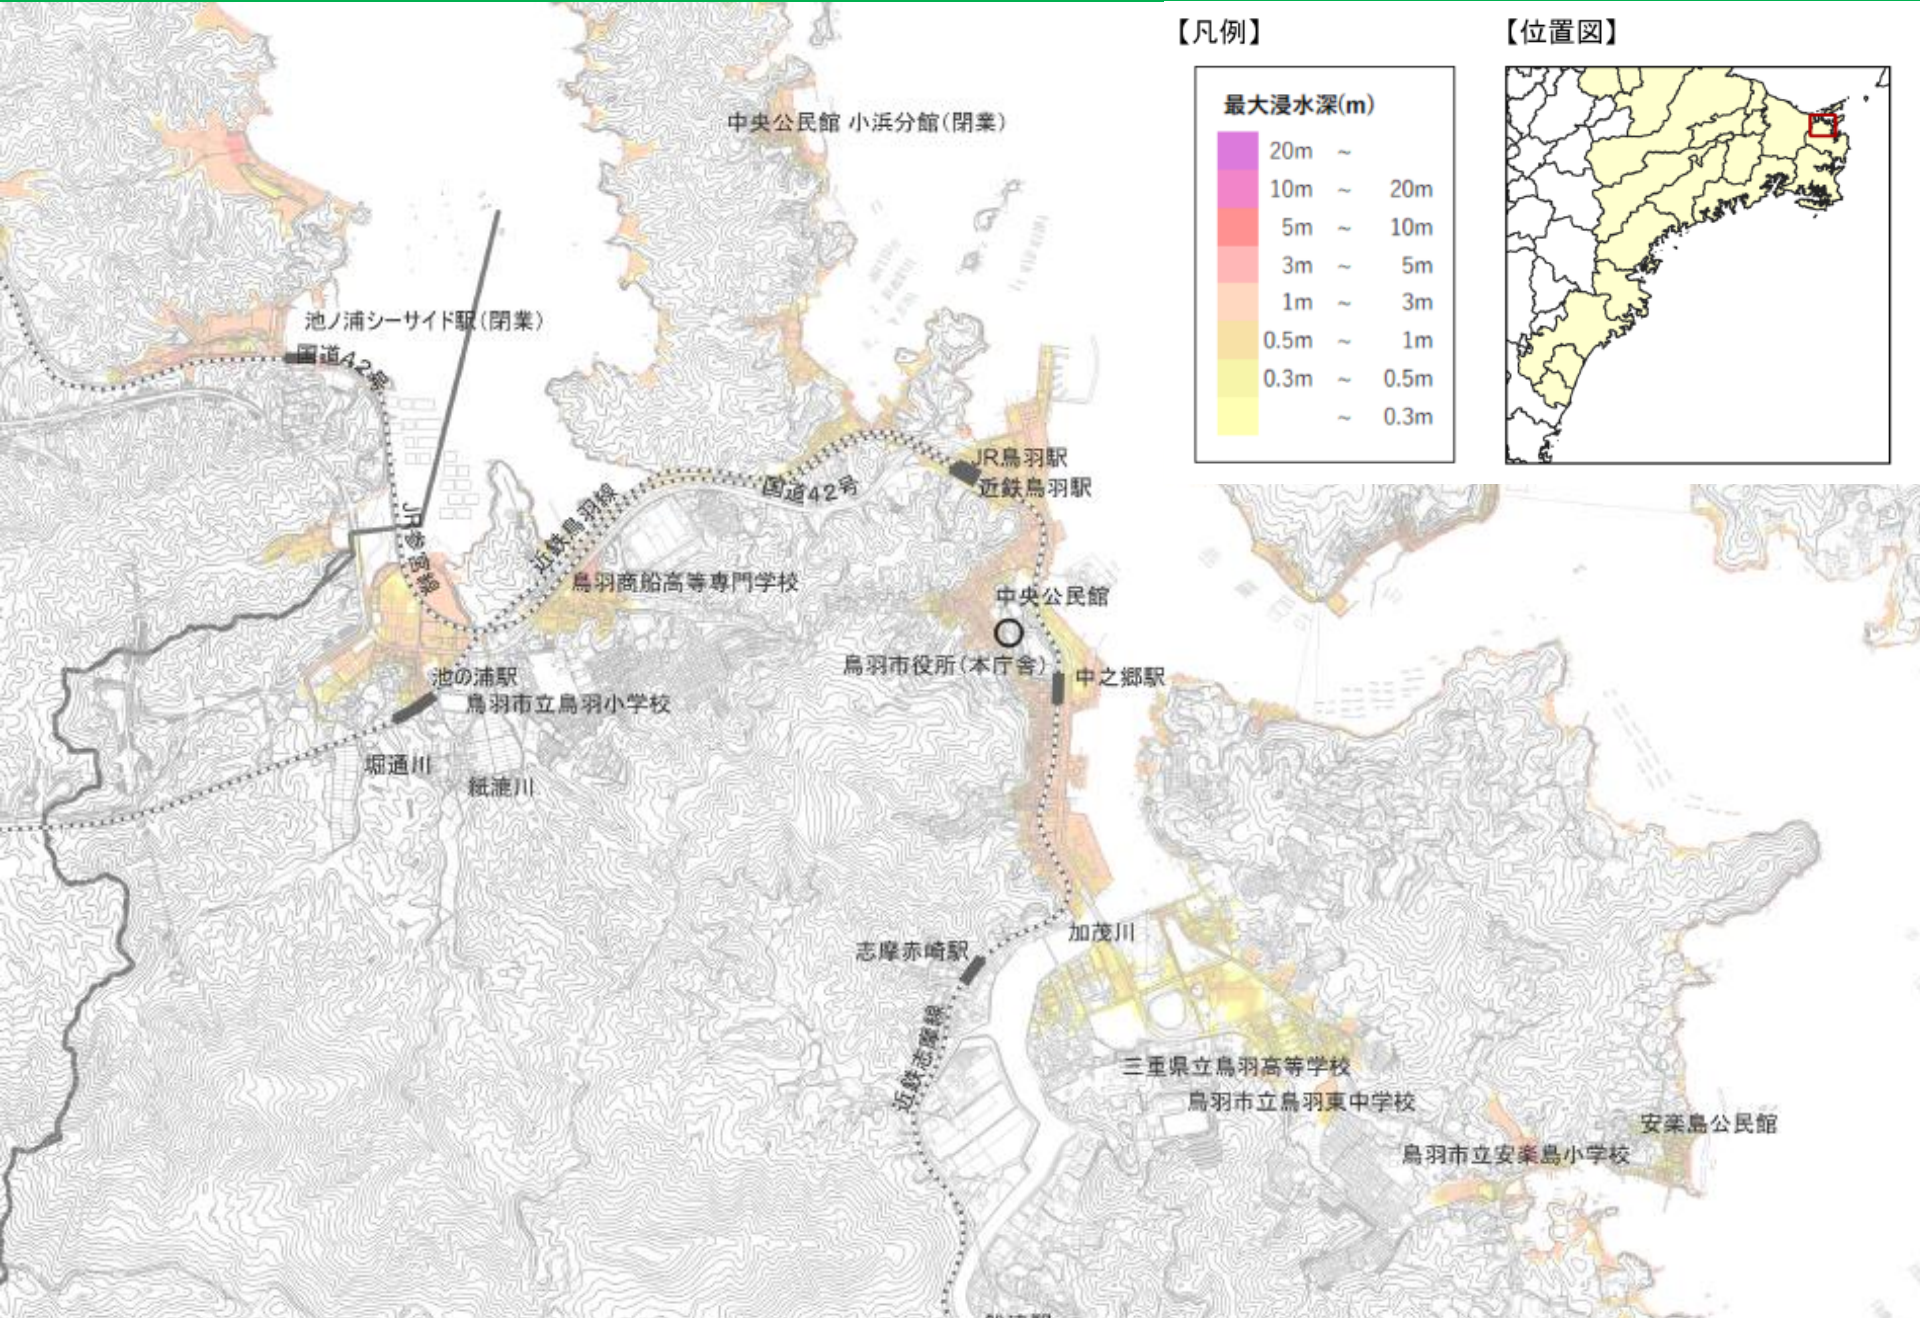 【凡例】
【位置図】
最大浸水深(m)
20m ～
10m ～ 20m
5m ～ 10m
3m ～ 5m
1m ～ 3m
0.5m ～ 1m
0.3m ～ 0.5m
～ 0.3m
中央公民館 小浜分館(閉業)
池ノ浦シーサイド駅(閉業)
国道42号
JR鳥羽駅
近鉄鳥羽駅
国道42号
JR参宮線
近鉄鳥羽線
鳥羽商船高等専門学校
中央公民館
鳥羽市役所(本庁舎)
中之郷駅
池の浦駅
鳥羽市立鳥羽小学校
堀通川
紙漉川
加茂川
志摩赤崎駅
近鉄志摩線
三重県立鳥羽高等学校
鳥羽市立鳥羽東中学校
安楽島公民館
鳥羽市立安楽島小学校